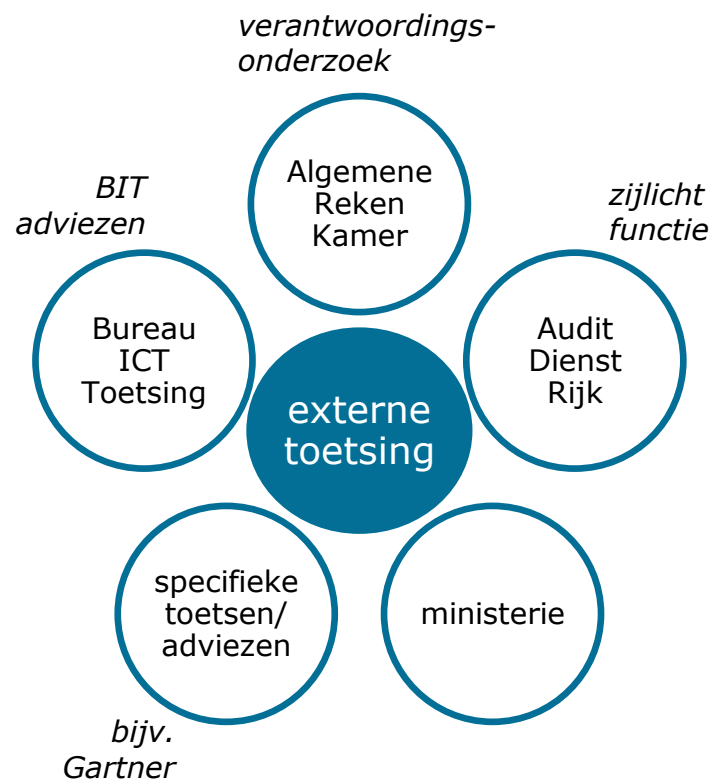 verantwoordings-
onderzoek
Algemene
Reken
Kamer
BIT
adviezen
Bureau
ICT
Toetsing
zijlicht
functie
Audit
Dienst
Rijk
externe
toetsing
specifieke
toetsen/
adviezen
bijv.
Gartner
ministerie